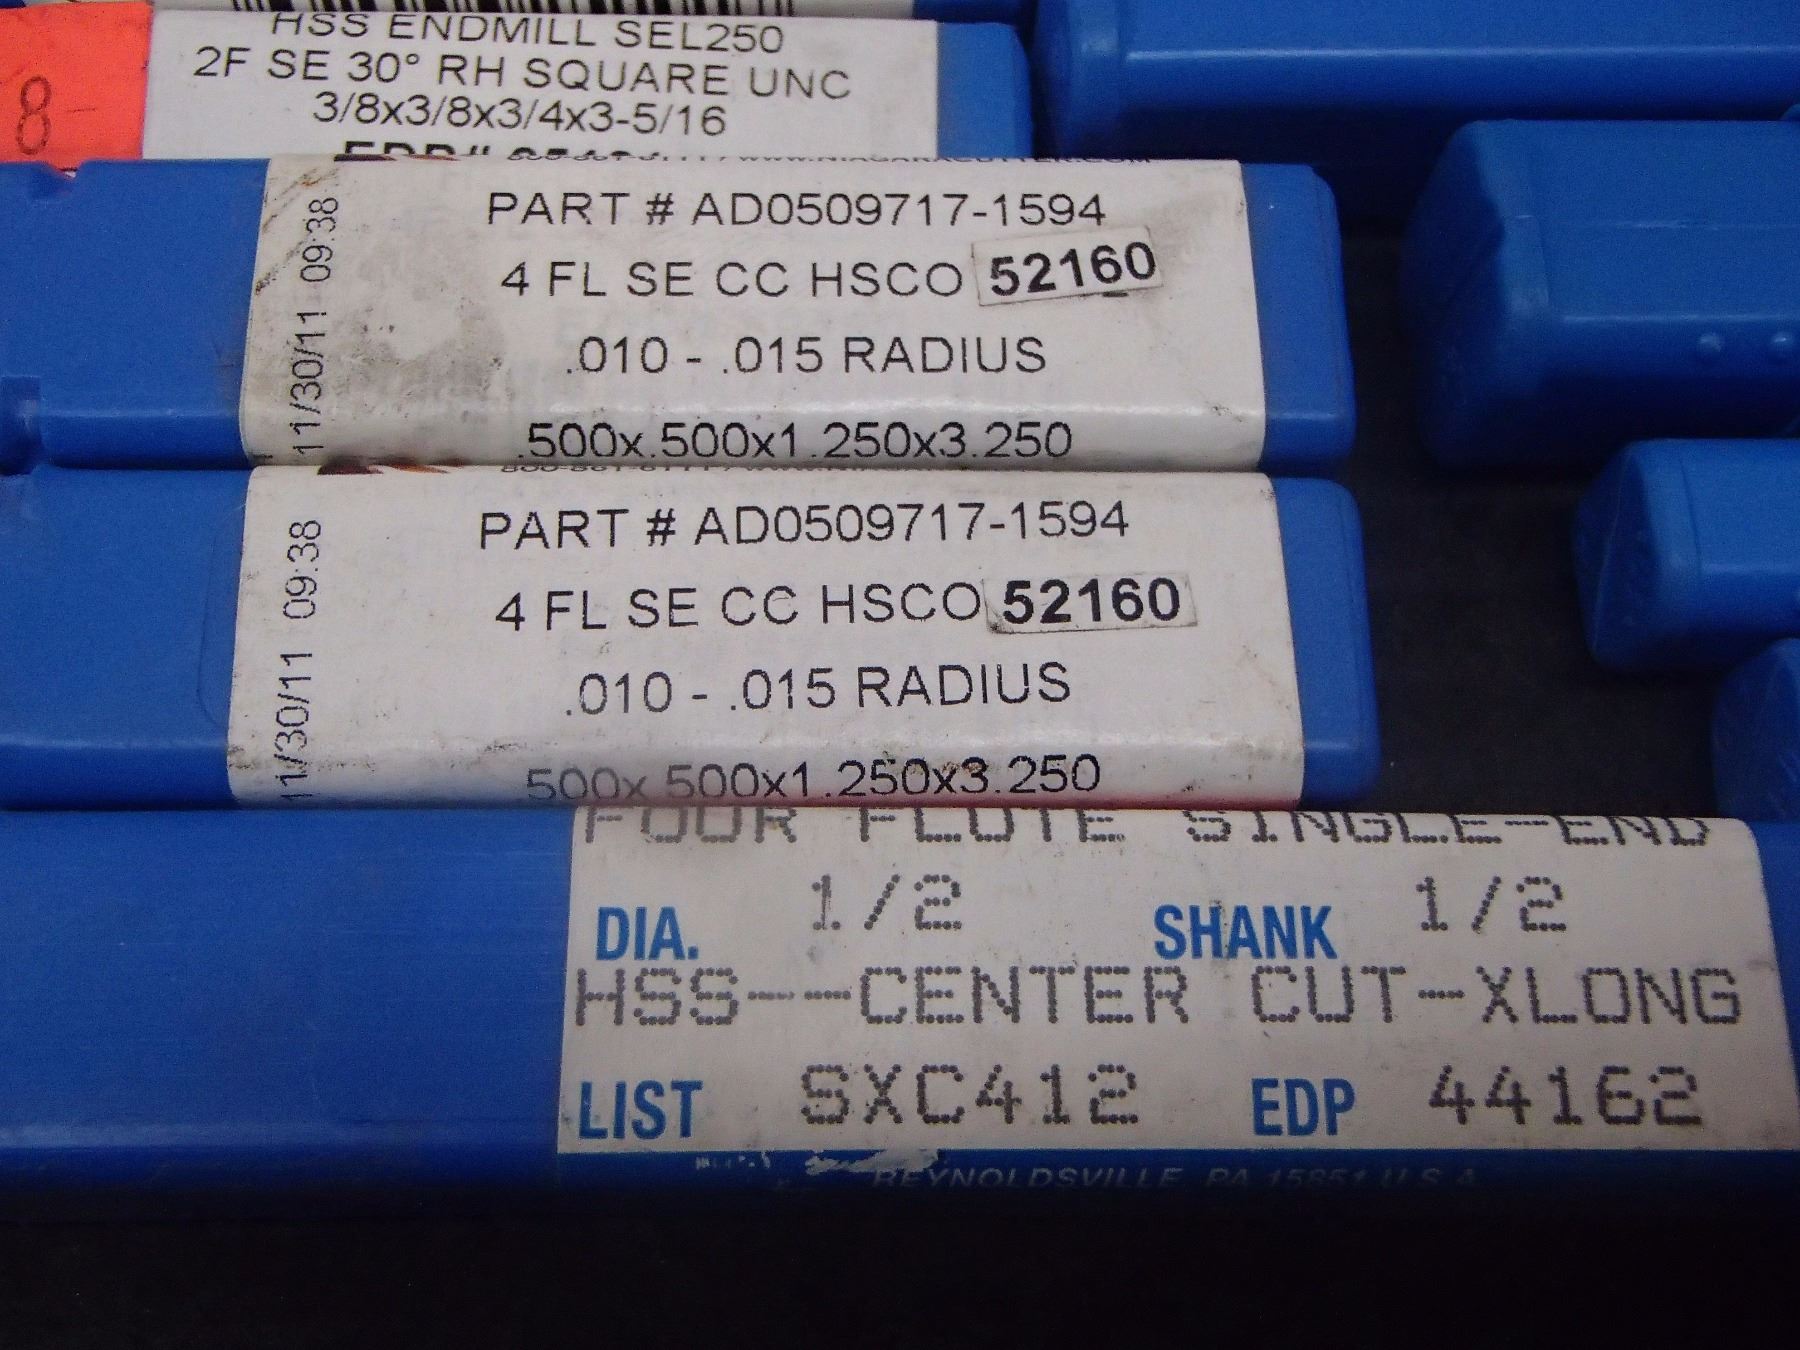 HSS ENDMILL SEL250
2F SE 30° RH SQUARE UNC
3/8x3/8x3/4x3-5/16
EDP#
8-
PART # AD0509717-1594
4 FL SE CC HSCO 52160
.010 - .015 RADIUS
.500x.500x1.250x3.250
11/30/11 09:38
PART # AD0509717-1594
4 FL SE CC HSCO 52160
.010 - .015 RADIUS
.500x.500x1.250x3.250
11/30/11 09:38
FOUR FLUTE SINGLE-END
DIA. 1/2 SHANK 1/2
HSS--CENTER CUT-XLONG
LIST SXC412 EDP 44162
REYNOLDSVILLE, PA 15851 U.S.A.